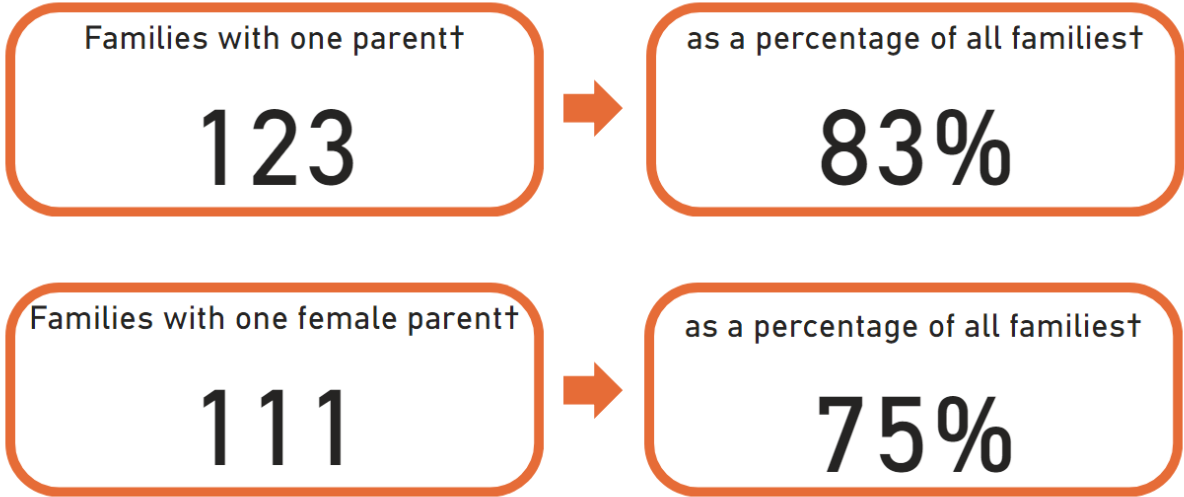 Families with one parent†
as a percentage of all families†
123
83%
Families with one female parent†
as a percentage of all families†
111
75%